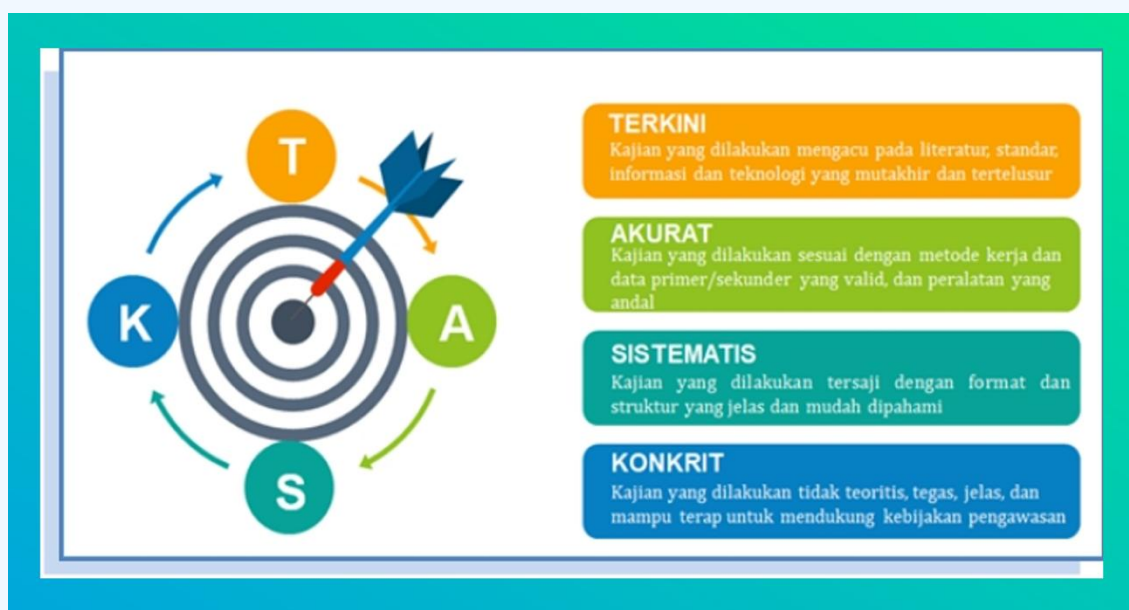 T
K
A
S
TERKINI
Kajian yang dilakukan mengacu pada literatur, standar,
informasi dan teknologi yang mutakhir dan tertelusur
AKURAT
Kajian yang dilakukan sesuai dengan metode kerja dan
data primer/sekunder yang valid, dan peralatan yang
andal
SISTEMATIS
Kajian yang dilakukan tersaji dengan format dan
struktur yang jelas dan mudah dipahami
KONKRIT
Kajian yang dilakukan tidak teoritis, tegas, jelas, dan
mampu terap untuk mendukung kebijakan pengawasan